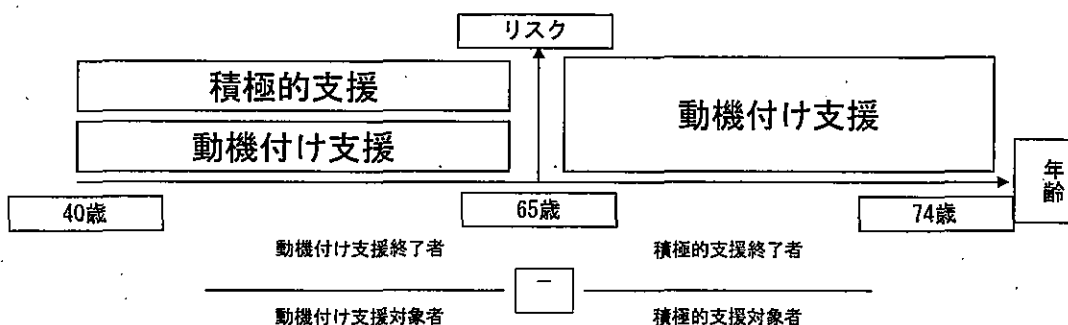 リスク
積極的支援
動機付け支援
動機付け支援
年齢
40歳
65歳
74歳
動機付け支援終了者
積極的支援終了者
ー
動機付け支援対象者
積極的支援対象者